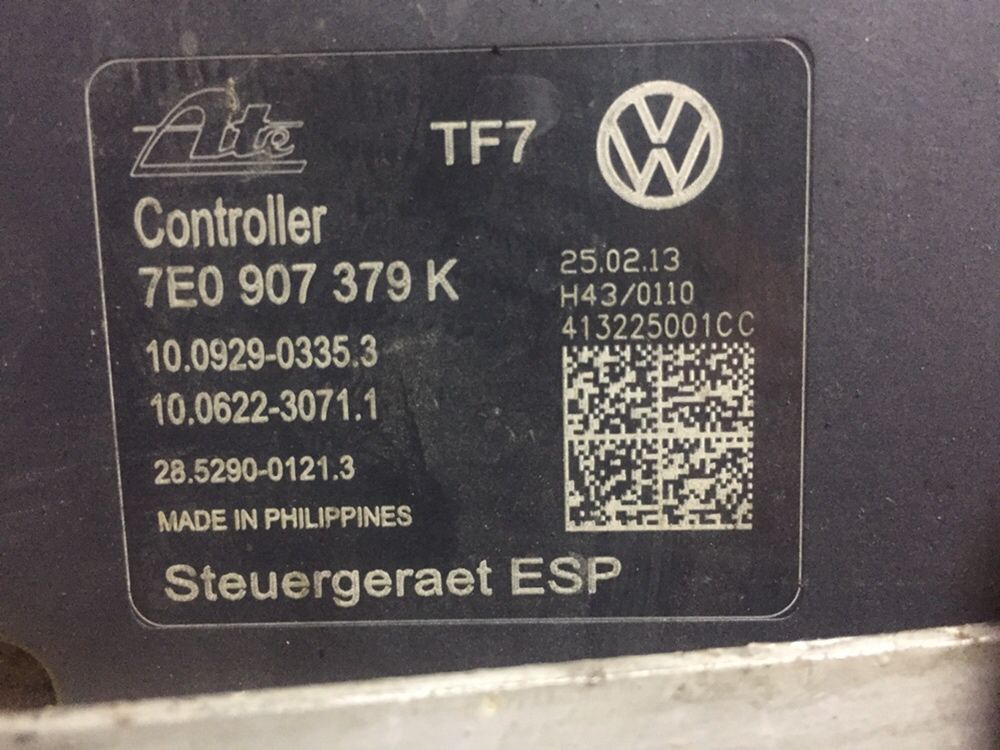 Ate TF7
Controller
7E0 907 379 K
25.02.13
H43/0110
413225001CC
10.0929-0335.3
10.0622-3071.1
28.5290-0121.3
MADE IN PHILIPPINES
Steuergeraet ESP